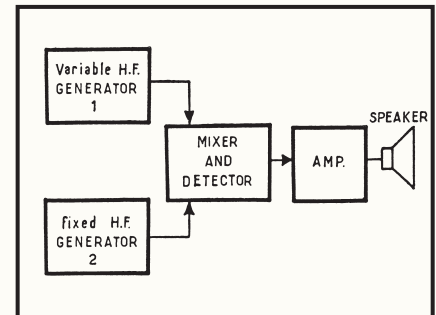 Variable H.F.
GENERATOR
1
MIXER
AND
DETECTOR
AMP.
SPEAKER
fixed H.F.
GENERATOR
2